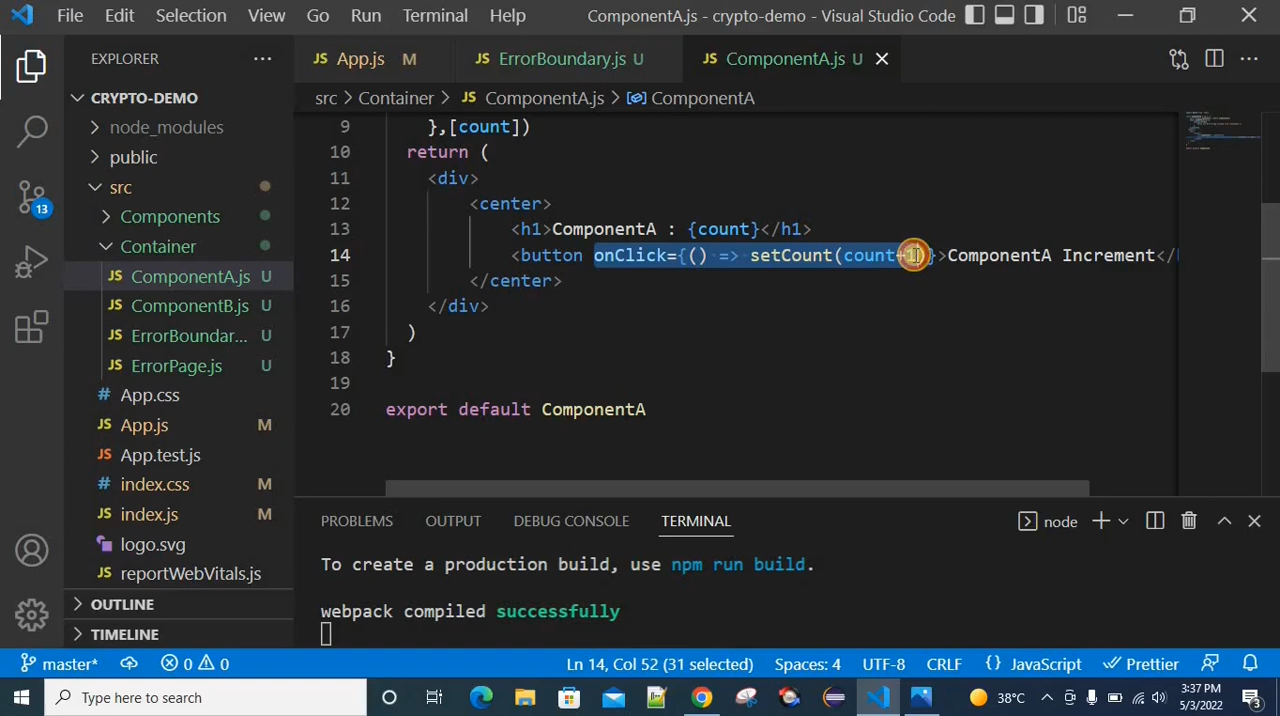 File Edit Selection View Go Run Terminal Help ComponentA.js - crypto-demo - Visual Studio Code
EXPLORER
JS App.js M JS ErrorBoundary.js U JS ComponentA.js U
src > Container > JS ComponentA.js > ComponentA
CRYPTO-DEMO
node_modules
public
src
Components
Container
JS ComponentA.js U
JS ComponentB.js U
JS ErrorBoundar... U
JS ErrorPage.js U
# App.css
JS App.js M
JS App.test.js
# index.css M
JS index.js M
logo.svg
JS reportWebVitals.js
OUTLINE
TIMELINE
13
9 },[count])
10 return (
11 <div>
12 <center>
13 <h1>ComponentA : {count}</h1>
14 <button onClick={() => setCount(count+1)}>ComponentA Increment</
15 </center>
16 </div>
17 )
18 }
19
20 export default ComponentA
PROBLEMS OUTPUT DEBUG CONSOLE TERMINAL node
To create a production build, use npm run build.
webpack compiled successfully
master* 0 0 Ln 14, Col 52 (31 selected) Spaces: 4 UTF-8 CRLF {} JavaScript Prettier
Type here to search 38°C 3:37 PM
5/3/2022 3